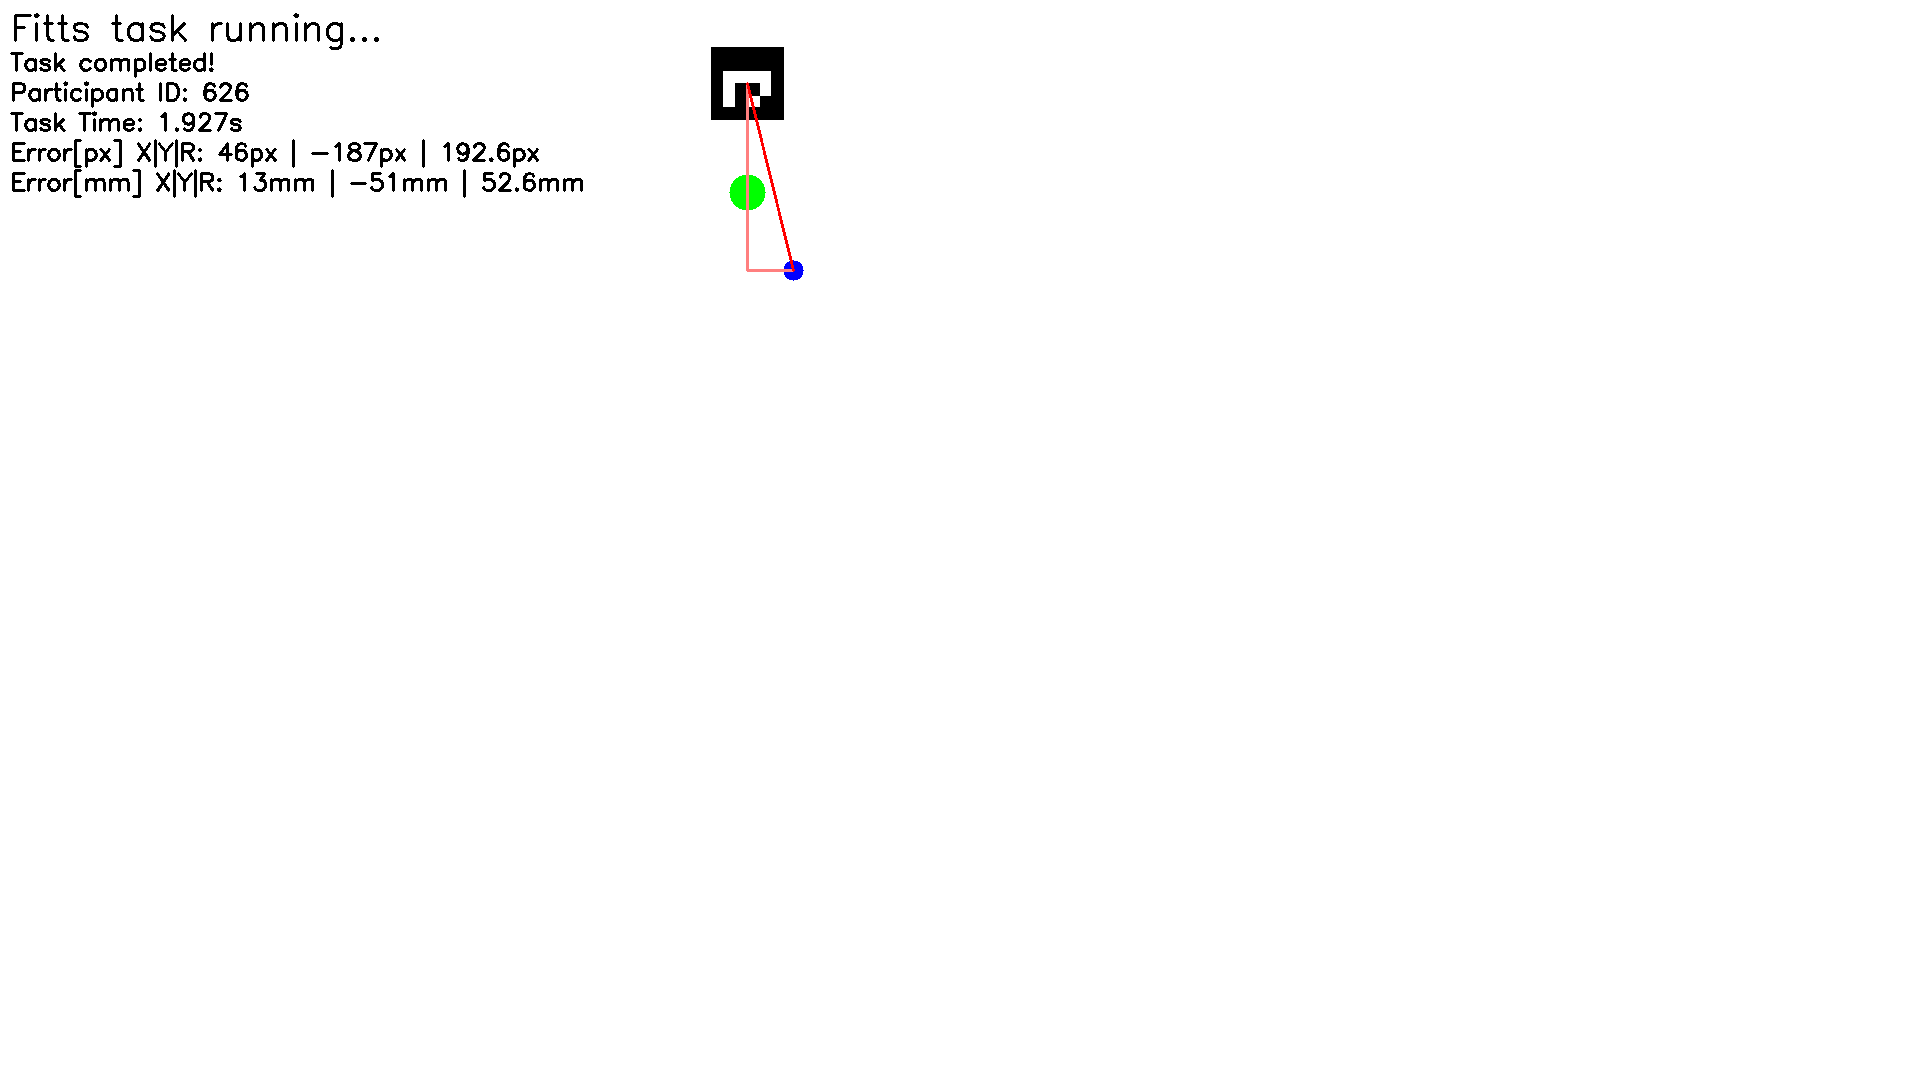 Fitts task running...
Task completed!
Participant ID: 626
Task Time: 1.927s
Error[px] X|Y|R: 46px | -187px | 192.6px
Error[mm] X|Y|R: 13mm | -51mm | 52.6mm